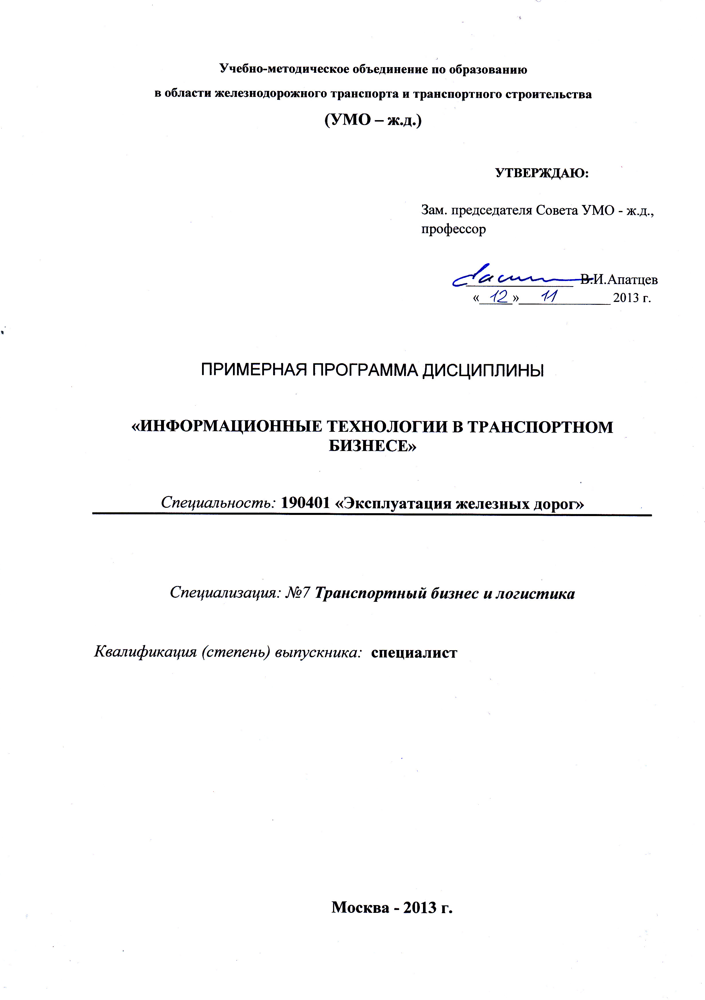 Учебно-методическое объединение по образованию
в области железнодорожного транспорта и транспортного строительства
(УМО – ж.д.)
УТВЕРЖДАЮ:
Зам. председателя Совета УМО - ж.д.,
профессор
В.И.Апатцев
«12» 11 2013 г.
ПРИМЕРНАЯ ПРОГРАММА ДИСЦИПЛИНЫ
«ИНФОРМАЦИОННЫЕ ТЕХНОЛОГИИ В ТРАНСПОРТНОМ
БИЗНЕСЕ»
Специальность: 190401 «Эксплуатация железных дорог»
Специализация: №7 Транспортный бизнес и логистика
Квалификация (степень) выпускника: специалист
Москва - 2013 г.